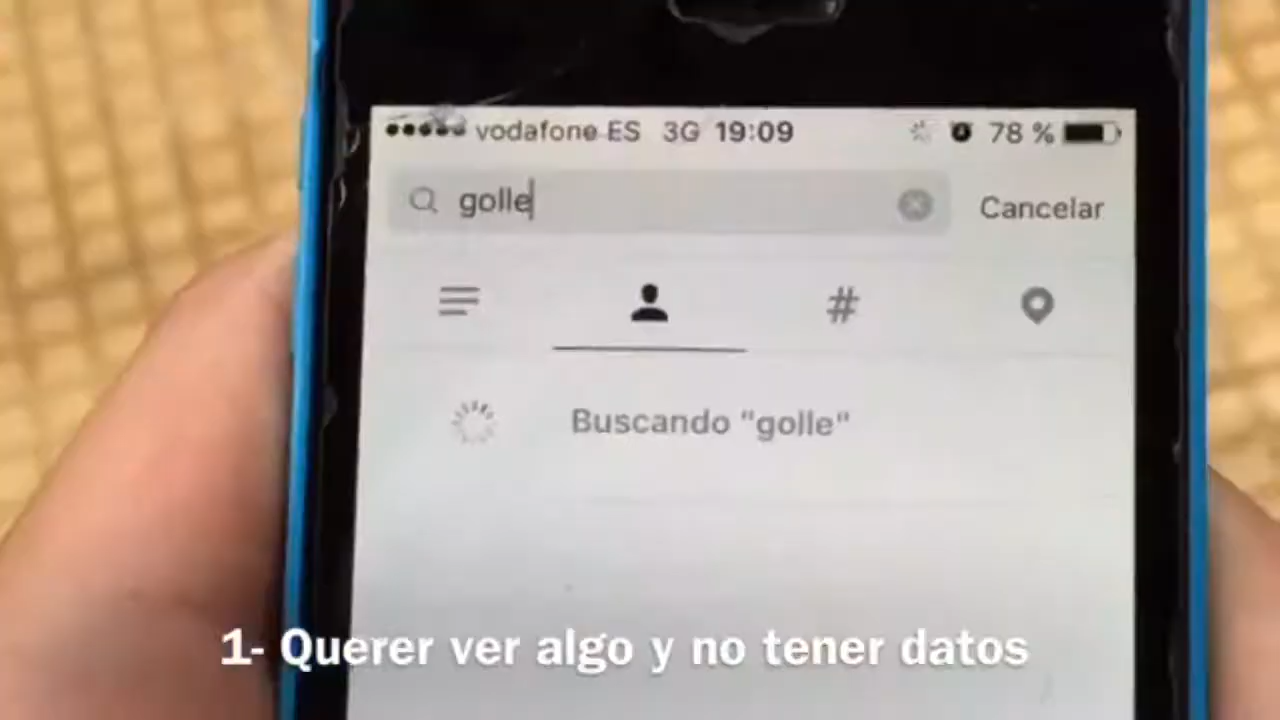 vodafone ES 3G 19:09 78 %
golle
Cancelar
#
Buscando "golle"
1- Querer ver algo y no tener datos